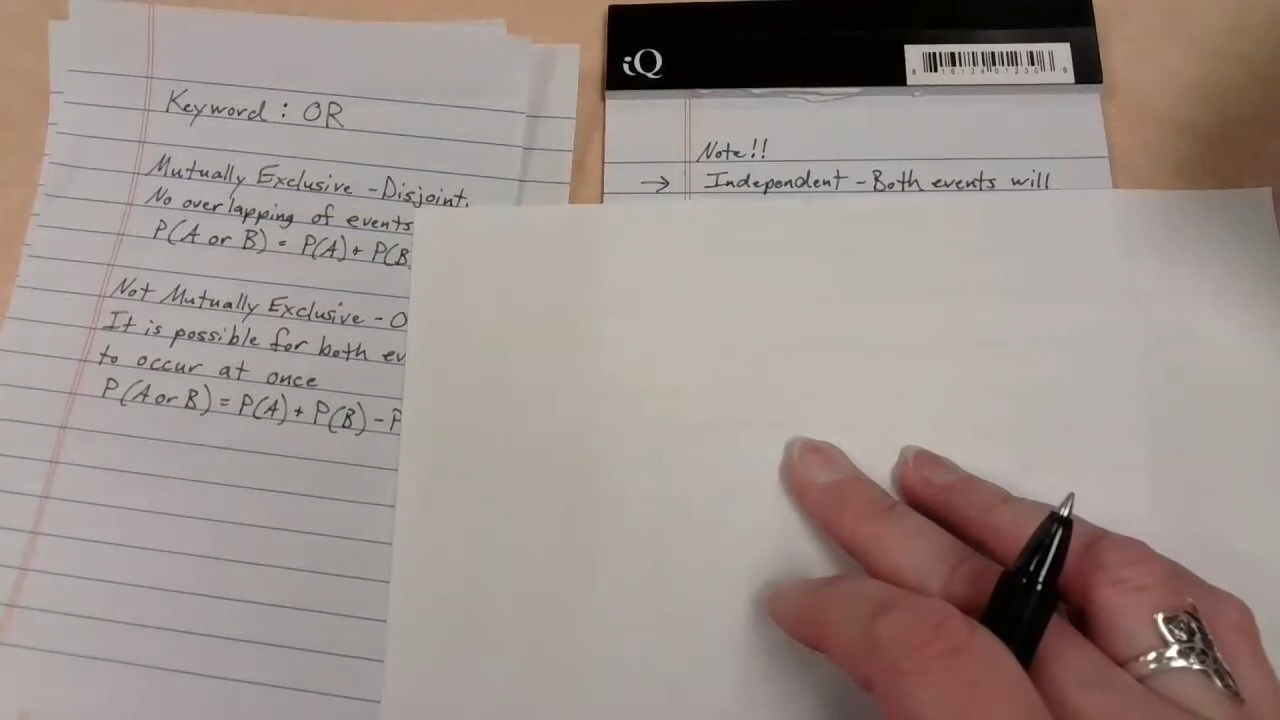 Keyword: OR
Mutually Exclusive - Disjoint.
No overlapping of events
P(A or B) = P(A) + P(B
Not Mutually Exclusive - O
It is possible for both ev
to occur at once
P(A or B) = P(A) + P(B) - P
iQ
Note!!
→ Independent - Both events will